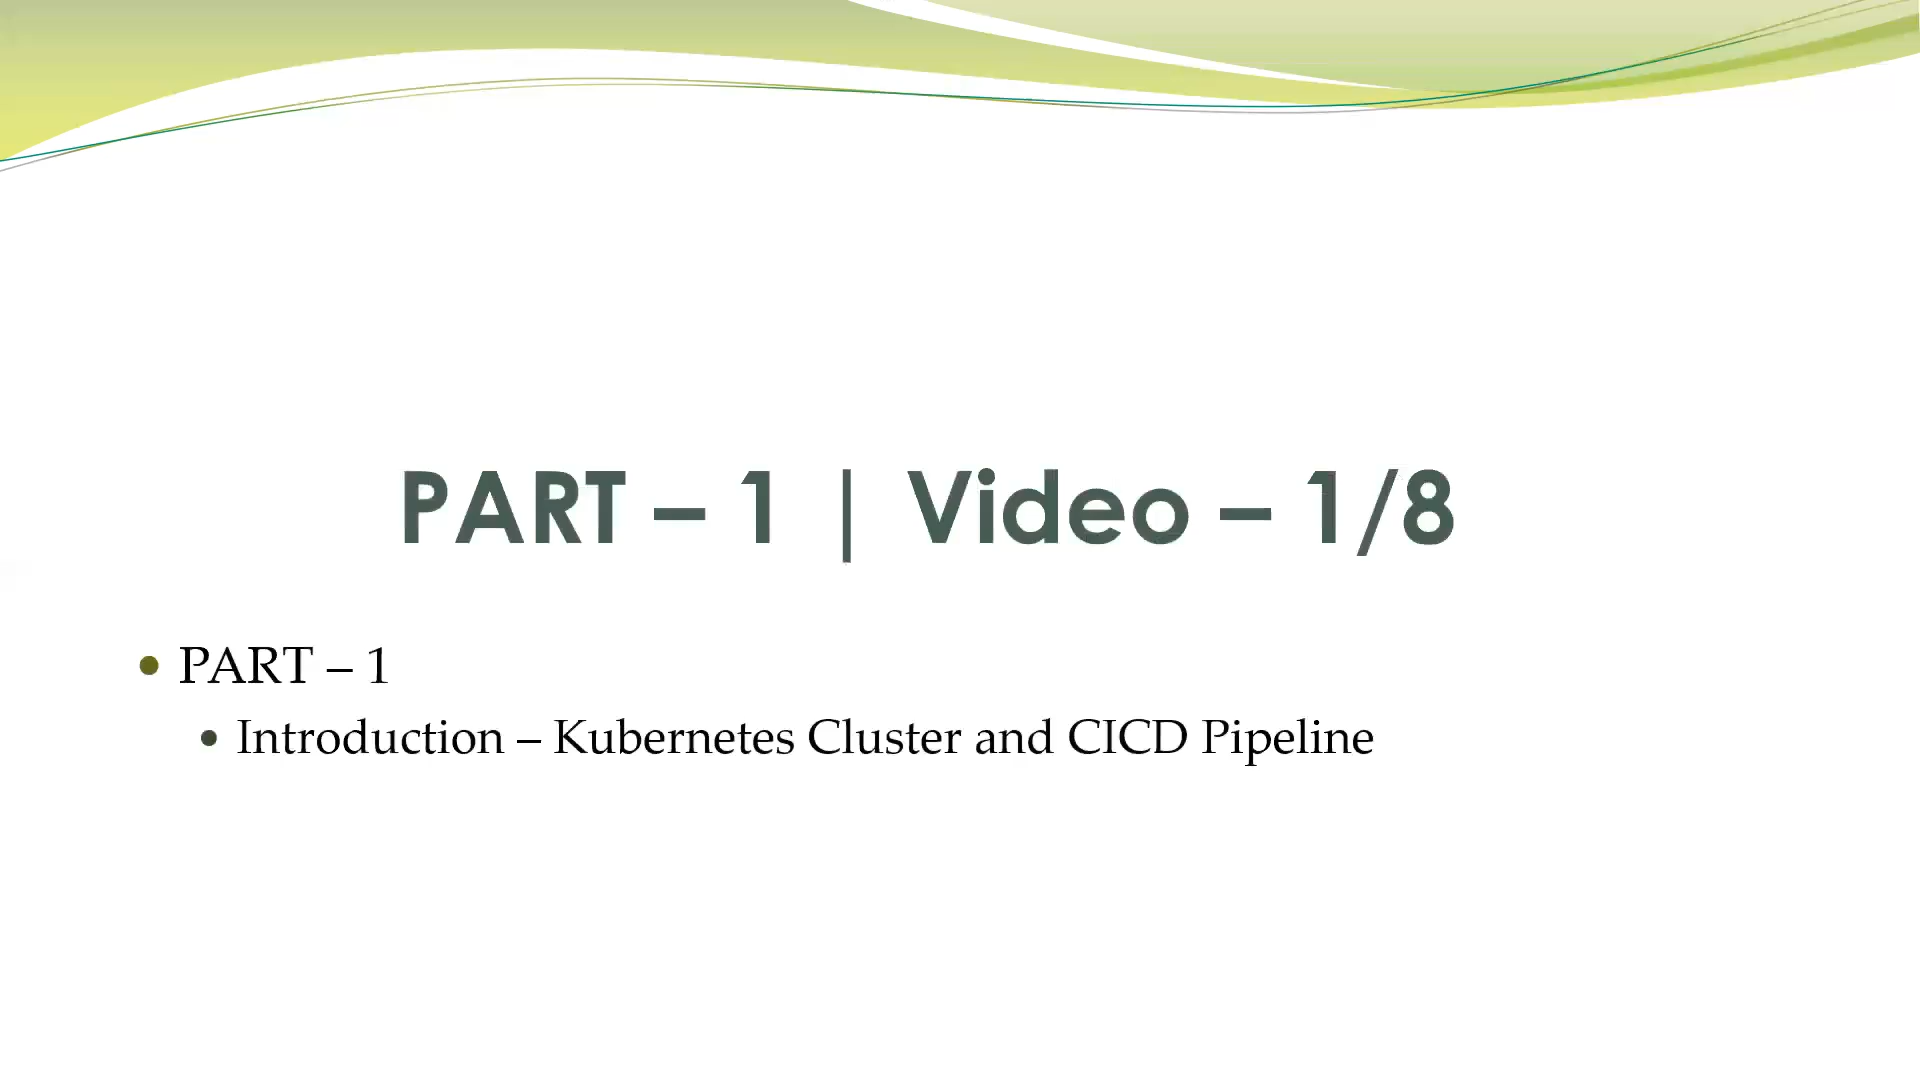 PART – 1 | Video – 1/8
PART – 1
Introduction – Kubernetes Cluster and CICD Pipeline